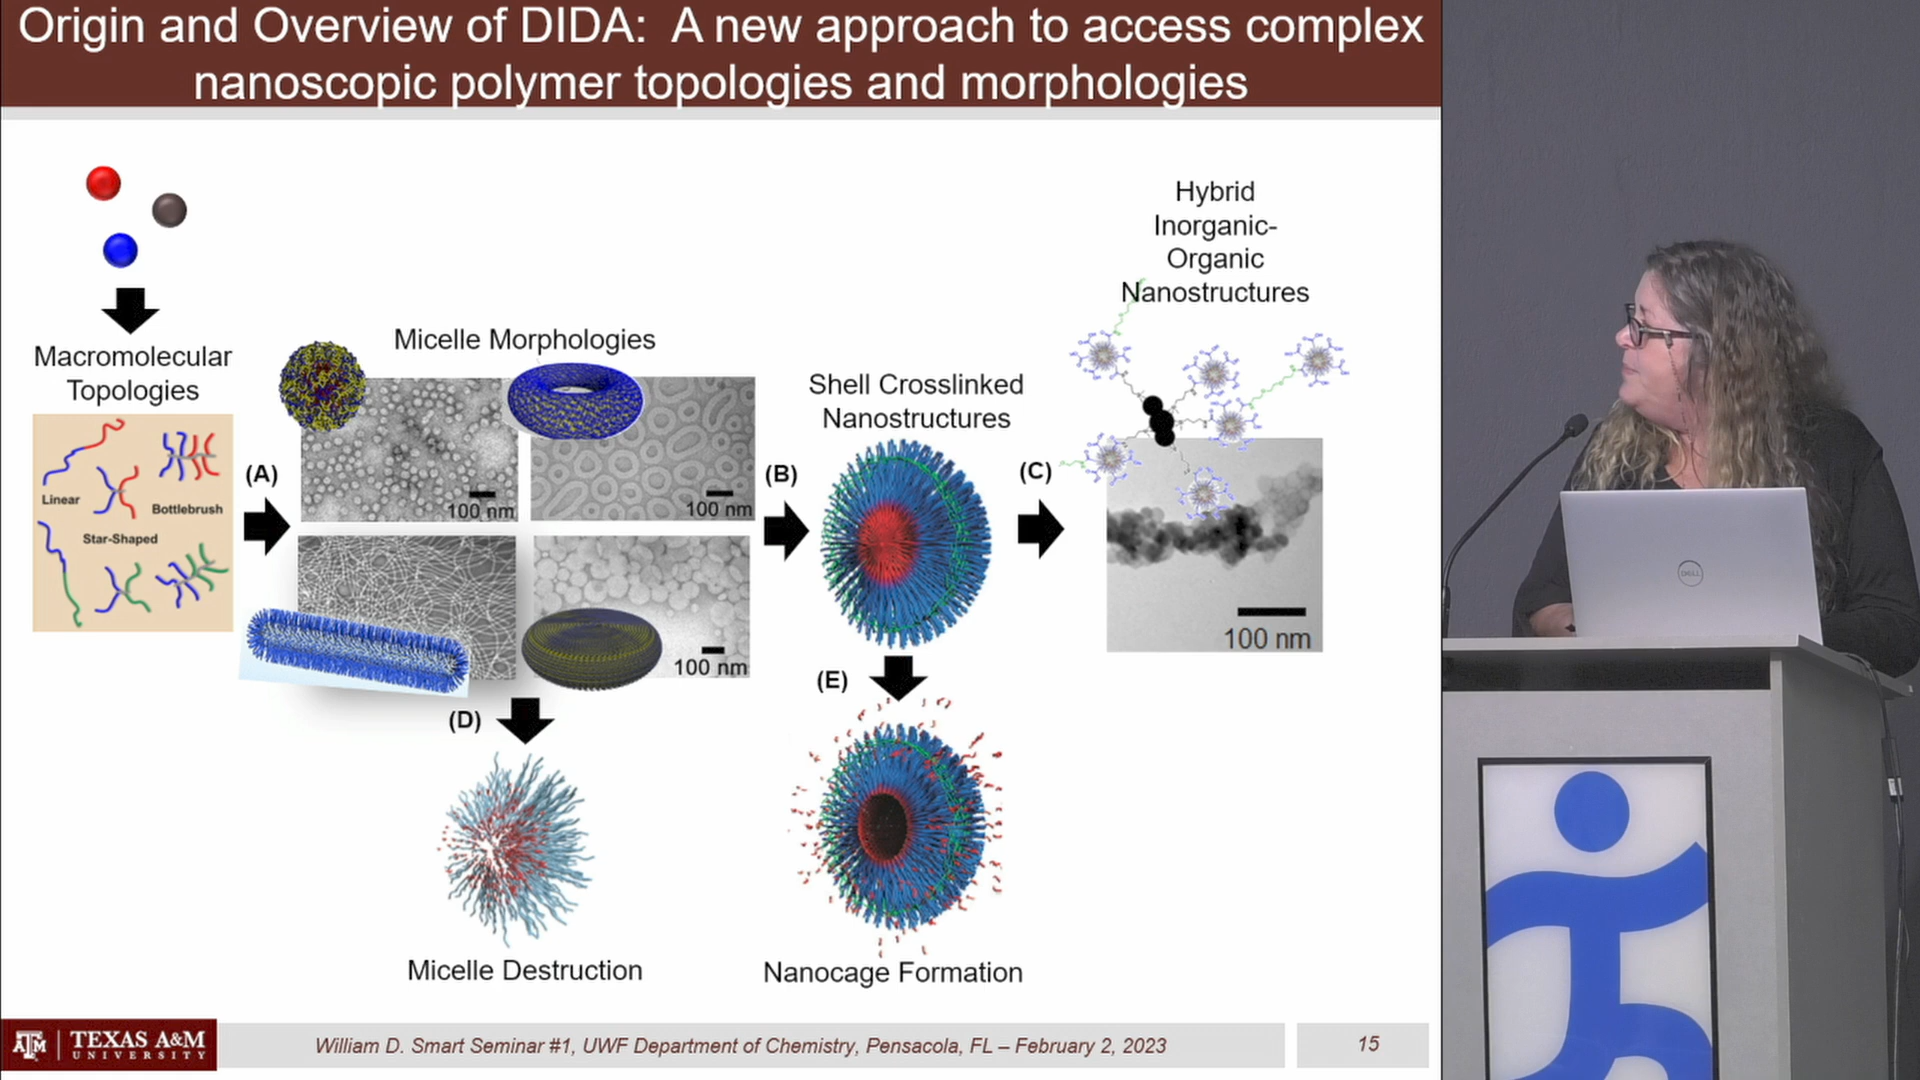 Origin and Overview of DIDA:  A new approach to access complex
nanoscopic polymer topologies and morphologies
Hybrid
Inorganic-
Organic
Nanostructures
Macromolecular
Topologies
Linear
Bottlebrush
Star-Shaped
(A)
Micelle Morphologies
100 nm
100 nm
100 nm
(B)
Shell Crosslinked
Nanostructures
(C)
100 nm
(D)
(E)
Micelle Destruction
Nanocage Formation
DELL
ATM | TEXAS A&M
UNIVERSITY
William D. Smart Seminar #1, UWF Department of Chemistry, Pensacola, FL – February 2, 2023
15